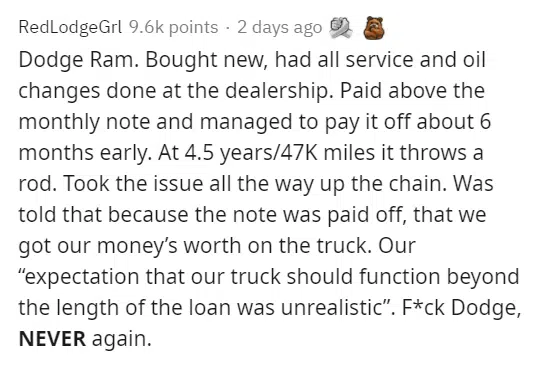 RedLodgeGrl 9.6k points · 2 days ago
Dodge Ram. Bought new, had all service and oil
changes done at the dealership. Paid above the
monthly note and managed to pay it off about 6
months early. At 4.5 years/47K miles it throws a
rod. Took the issue all the way up the chain. Was
told that because the note was paid off, that we
got our money’s worth on the truck. Our
“expectation that our truck should function beyond
the length of the loan was unrealistic”. F*ck Dodge,
NEVER again.